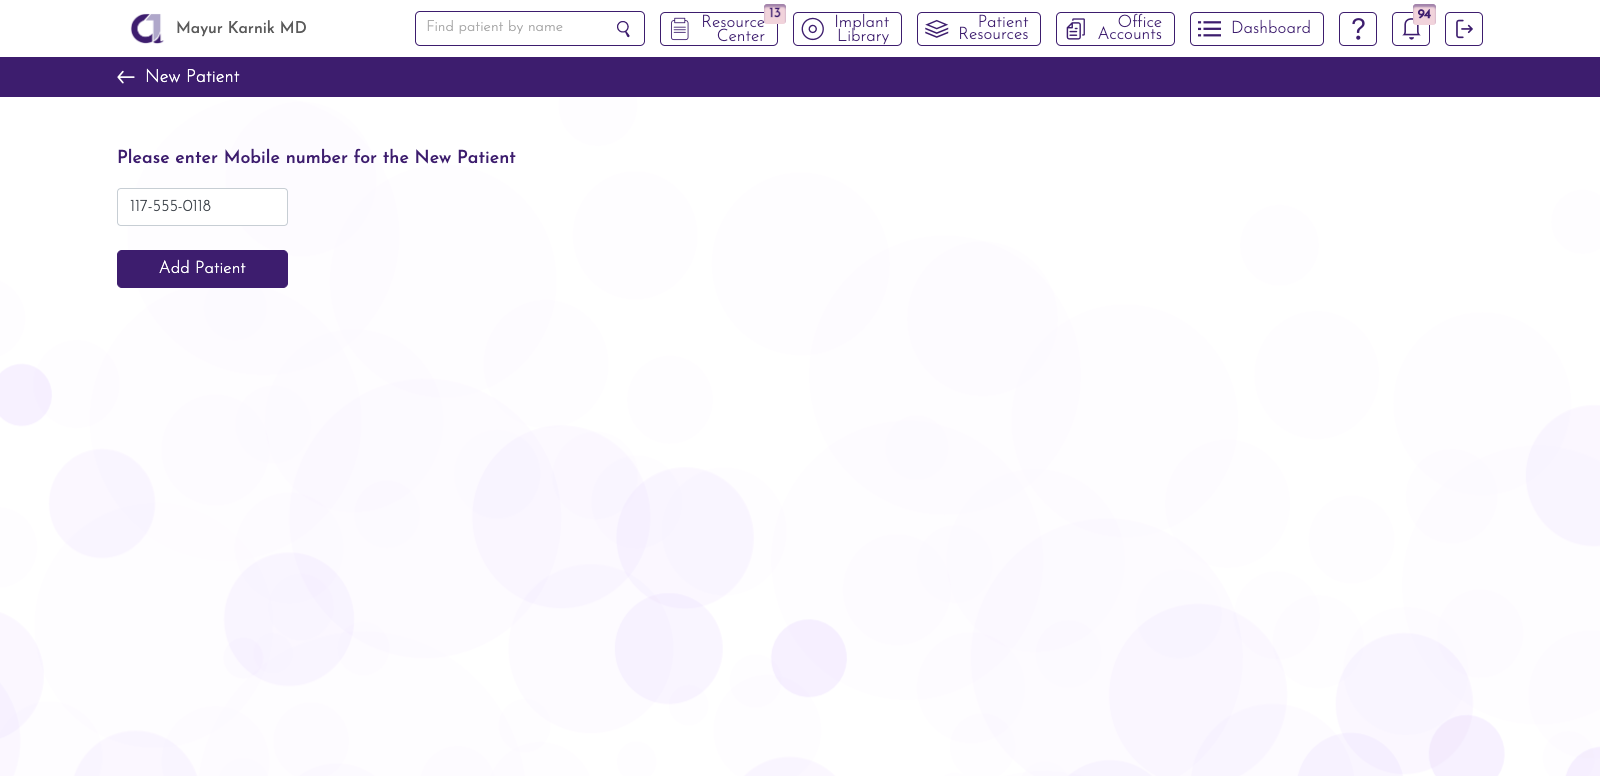 Mayur Karnik MD
Find patient by name
Resource Center
13
Implant Library
Patient Resources
Office Accounts
Dashboard
?
94
New Patient
Please enter Mobile number for the New Patient
117-555-0118
Add Patient